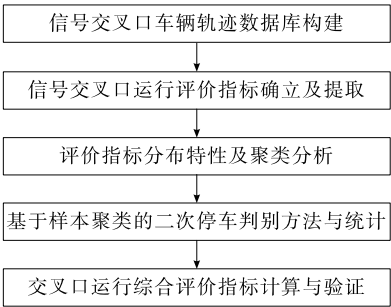 信号交叉口车辆轨迹数据库构建
信号交叉口运行评价指标确立及提取
评价指标分布特性及聚类分析
基于样本聚类的二次停车判别方法与统计
交叉口运行综合评价指标计算与验证